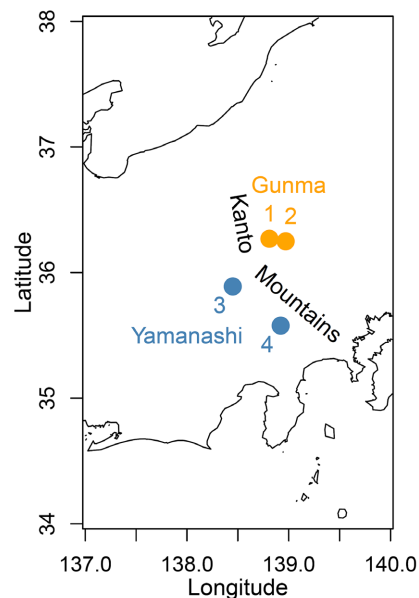 38
37
36
35
34
Latitude
Gunma
1 2
Kanto
Mountains
3
Yamanashi
4
137.0
138.0
139.0
140.0
Longitude